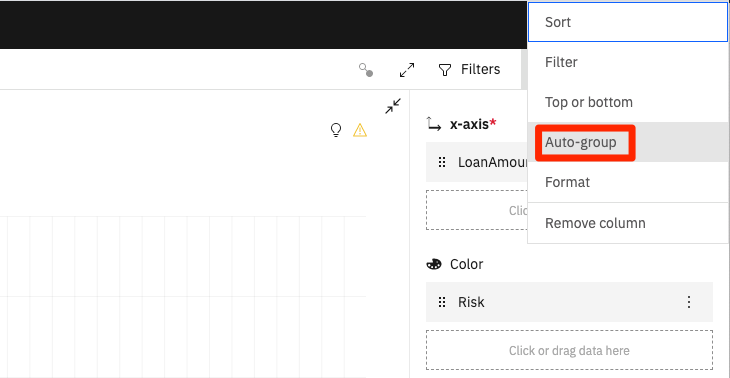 Sort
Filters
Filter
Top or bottom
x-axis*
Auto-group
LoanAmou
Format
Clic
Remove column
Color
Risk
Click or drag data here